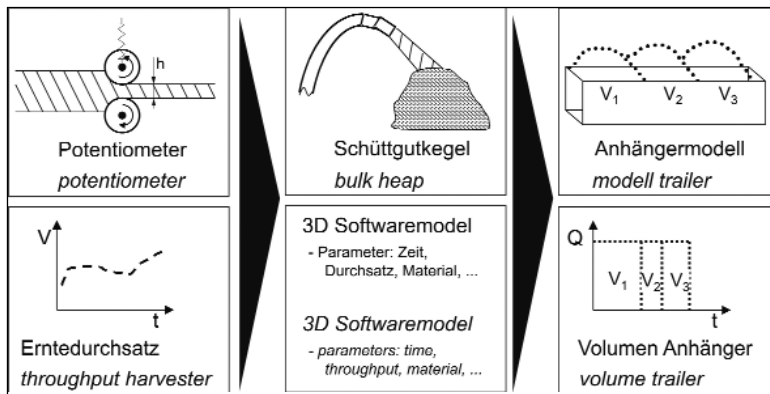 h
Potentiometer
potentiometer
V
t
Erntedurchsatz
throughput harvester
Schüttgutkegel
bulk heap
3D Softwaremodel
- Parameter: Zeit,
Durchsatz, Material, ...
3D Softwaremodel
- parameters: time,
throughput, material, ...
V1 V2 V3
Anhängermodell
modell trailer
Q
V1 V2 V3
t
Volumen Anhänger
volume trailer